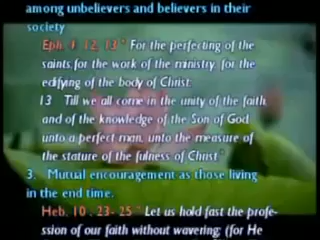 among unbelievers and believers in their
society
Eph. 4. 12, 13 " For the perfecting of the
saints, for the work of the ministry, for the
edifying of the body of Christ:
13 Till we all come in the unity of the faith,
and of the knowledge of the Son of God,
unto a perfect man, unto the measure of
the stature of the fulness of Christ"
3. Mutual encouragement as those living
in the end time.
Heb. 10 . 23- 25 " Let us hold fast the profe-
ssion of our faith without wavering; (for He